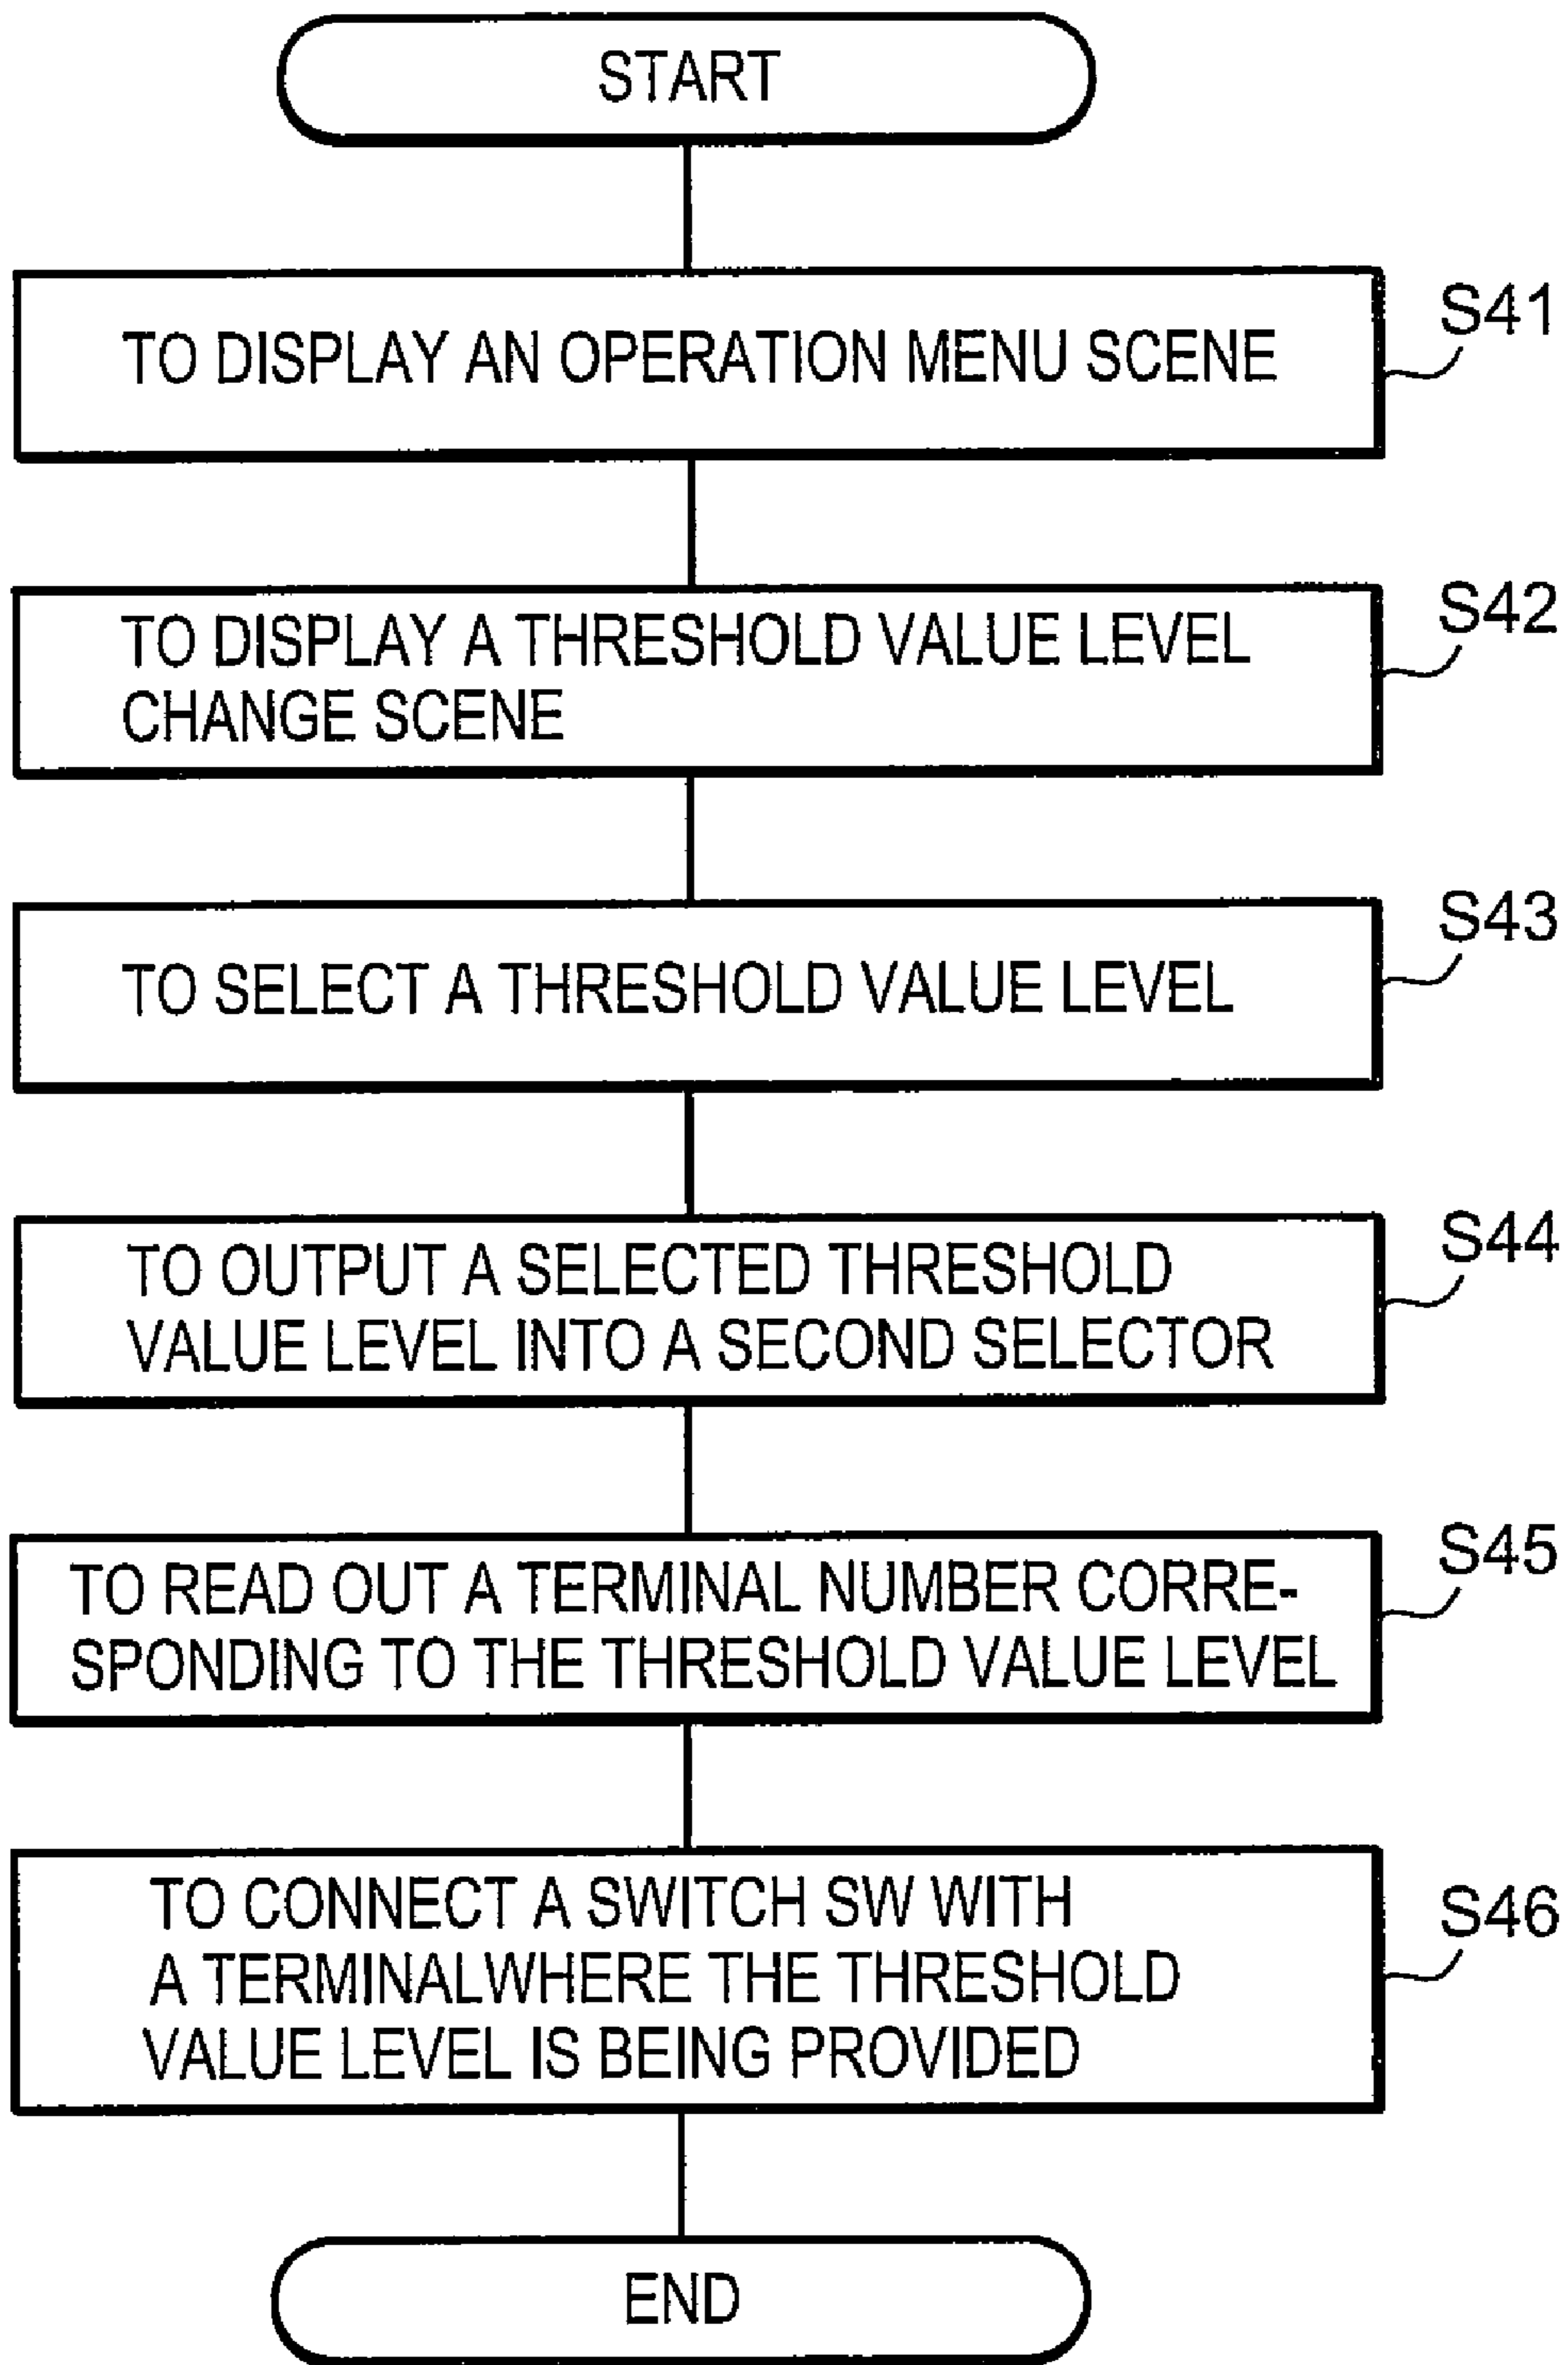 START
TO DISPLAY AN OPERATION MENU SCENE
S41
TO DISPLAY A THRESHOLD VALUE LEVEL
CHANGE SCENE
S42
TO SELECT A THRESHOLD VALUE LEVEL
S43
TO OUTPUT A SELECTED THRESHOLD
VALUE LEVEL INTO A SECOND SELECTOR
S44
TO READ OUT A TERMINAL NUMBER CORRE-
SPONDING TO THE THRESHOLD VALUE LEVEL
S45
TO CONNECT A SWITCH SW WITH
A TERMINALWHERE THE THRESHOLD
VALUE LEVEL IS BEING PROVIDED
S46
END